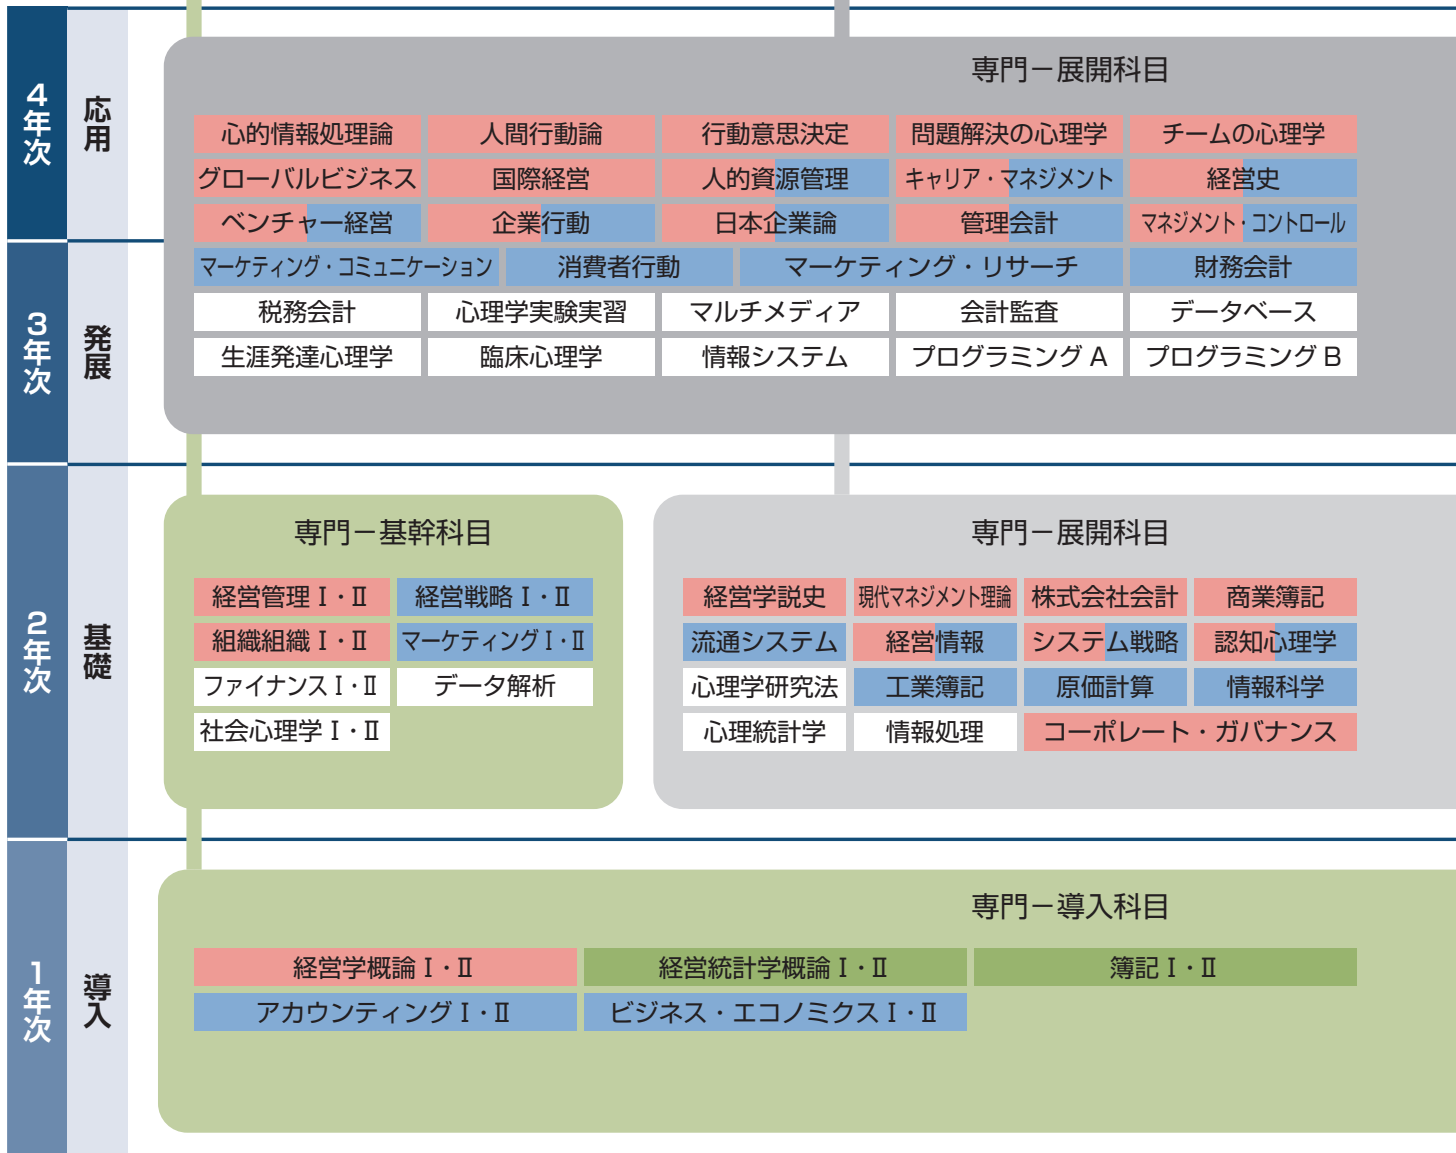 4年次
応用
専門－展開科目
心的情報処理論 人間行動論 行動意思決定 問題解決の心理学 チームの心理学
グローバルビジネス 国際経営 人的資源管理 キャリア・マネジメント 経営史
ベンチャー経営 企業行動 日本企業論 管理会計 マネジメント・コントロール
3年次
発展
マーケティング・コミュニケーション 消費者行動 マーケティング・リサーチ 財務会計
税務会計 心理学実験実習 マルチメディア 会計監査 データベース
生涯発達心理学 臨床心理学 情報システム プログラミング A プログラミング B
2年次
基礎
専門－基幹科目
経営管理 Ⅰ・Ⅱ 経営戦略 Ⅰ・Ⅱ
組織組織 Ⅰ・Ⅱ マーケティング Ⅰ・Ⅱ
ファイナンス Ⅰ・Ⅱ データ解析
社会心理学 Ⅰ・Ⅱ
専門－展開科目
経営学説史 現代マネジメント理論 株式会社会計 商業簿記
流通システム 経営情報 システム戦略 認知心理学
心理学研究法 工業簿記 原価計算 情報科学
心理統計学 情報処理 コーポレート・ガバナンス
1年次
導入
専門－導入科目
経営学概論 Ⅰ・Ⅱ 経営統計学概論 Ⅰ・Ⅱ 簿記 Ⅰ・Ⅱ
アカウンティング Ⅰ・Ⅱ ビジネス・エコノミクス Ⅰ・Ⅱ